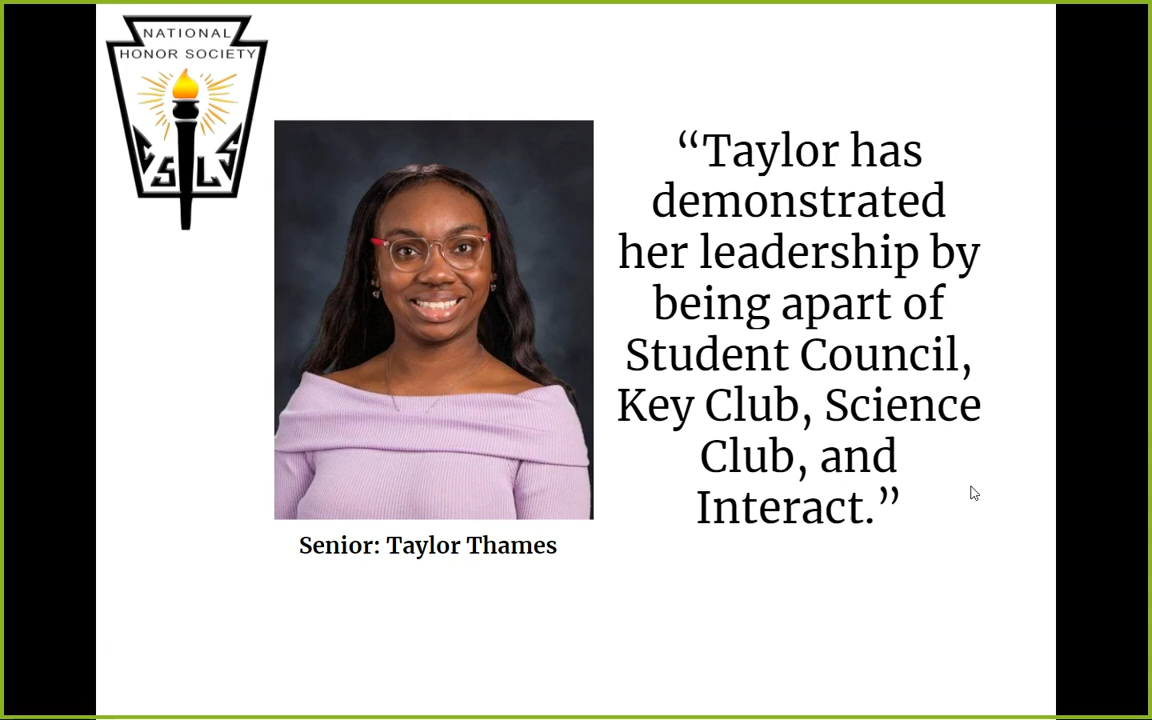 NATIONAL
HONOR SOCIETY
C S L S
“Taylor has
demonstrated
her leadership by
being apart of
Student Council,
Key Club, Science
Club, and
Interact.”
Senior: Taylor Thames